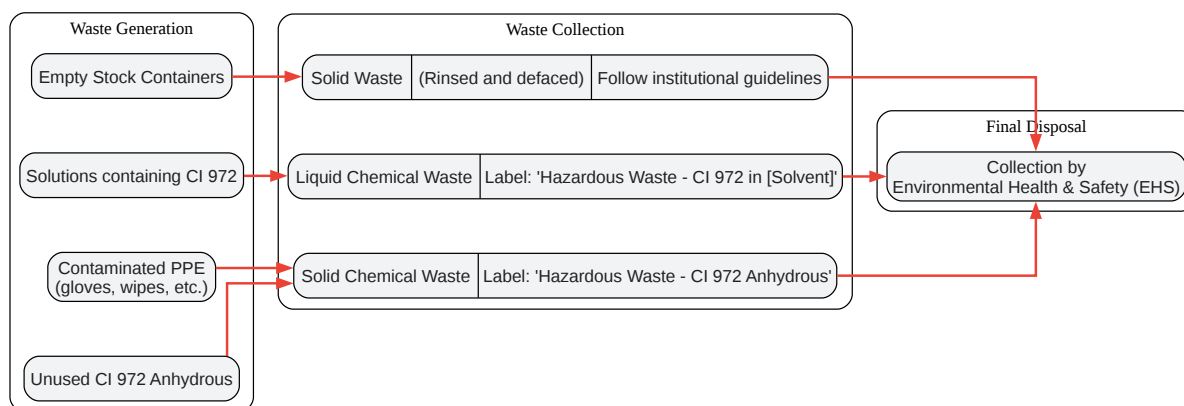 Waste Generation
Waste Collection
Empty Stock Containers
Solid Waste
(Rinsed and defaced)
Follow institutional guidelines
Final Disposal
Solutions containing CI 972
Liquid Chemical Waste
Label: 'Hazardous Waste - CI 972 in [Solvent]'
Collection by
Environmental Health & Safety (EHS)
Contaminated PPE
(gloves, wipes, etc.)
Solid Chemical Waste
Label: 'Hazardous Waste - CI 972 Anhydrous'
Unused CI 972 Anhydrous